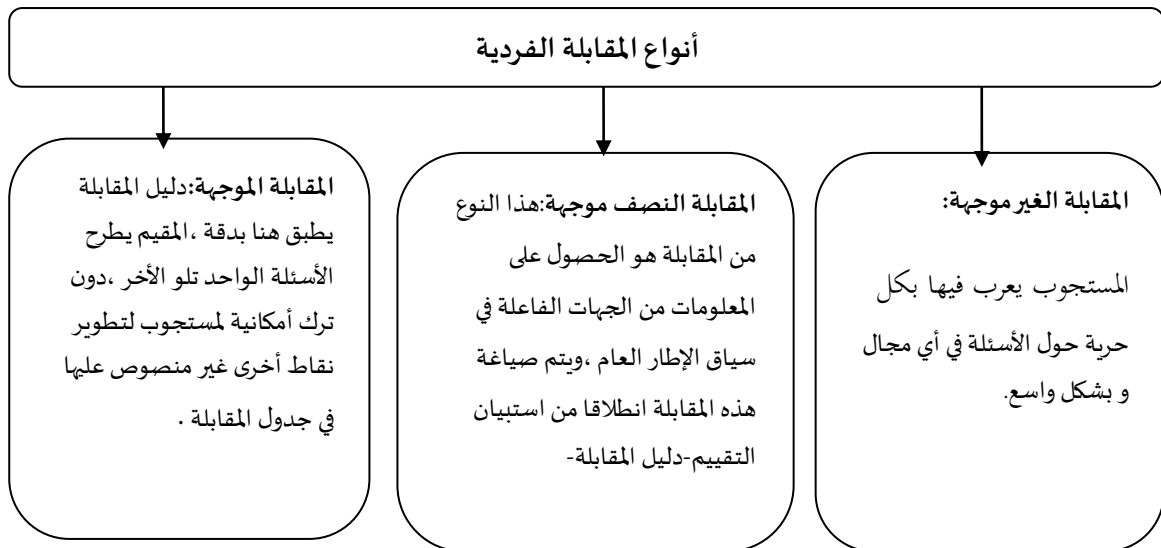 أنواع المقابلة الفردية
المقابلة الغير موجهة:
المستجوب يعرب فيها بكل
حرية حول الأسئلة في أي مجال
و بشكل واسع.
المقابلة النصف موجهة:هذا النوع
من المقابلة هو الحصول على
المعلومات من الجهات الفاعلة في
سياق الإطار العام ،ويتم صياغة
هذه المقابلة انطلاقا من استبيان
التقييم-دليل المقابلة-
المقابلة الموجهة:دليل المقابلة
يطبق هنا بدقة ،المقيم يطرح
الأسئلة الواحد تلو الأخر ،دون
ترك أمكانية لمستجوب لتطوير
نقاط أخرى غير منصوص عليها
في جدول المقابلة .